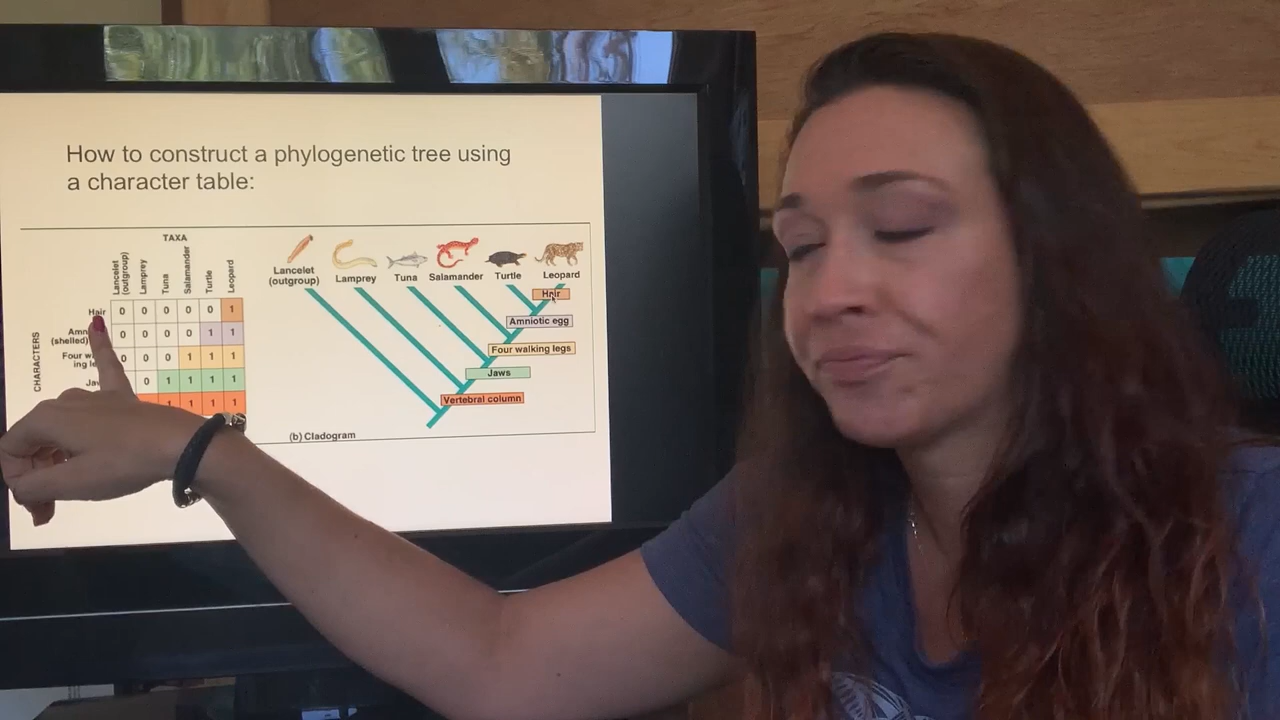 How to construct a phylogenetic tree using
a character table:
TAXA
Lancelet
(outgroup)
Lamprey
Tuna
Salamander
Turtle
Leopard
CHARACTERS
Hair
0 0 0 0 0 1
(shelled)
0 0 0 0 1 1
ing
0 0 0 1 1 1
0 1 1 1 1
1 1 1 1
Lancelet
(outgroup)
Lamprey
Tuna
Salamander
Turtle
Leopard
Hair
Amniotic egg
Four walking legs
Jaws
Vertebral column
(b) Cladogram